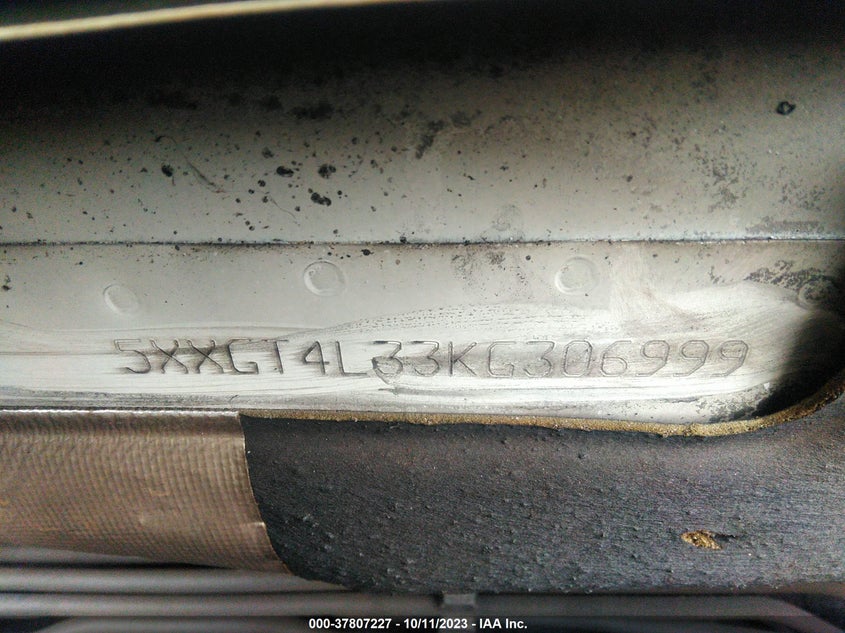 5XXGT4L33KG306999
000-37807227 - 10/11/2023 - IAA Inc.